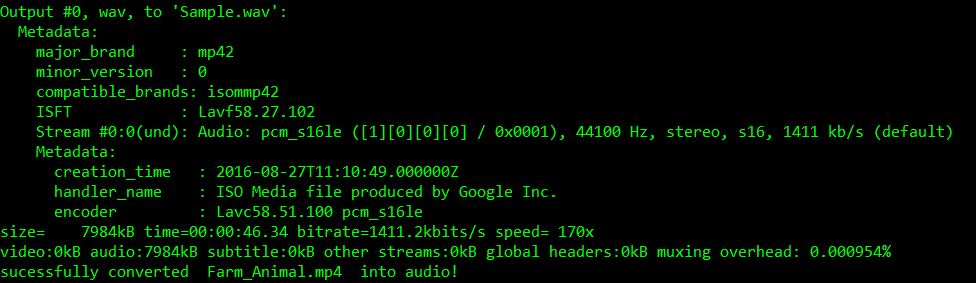 Output #0, wav, to 'Sample.wav':
Metadata:
major_brand     : mp42
minor_version   : 0
compatible_brands: isommp42
ISFT            : Lavf58.27.102
Stream #0:0(und): Audio: pcm_s16le ([1][0][0][0] / 0x0001), 44100 Hz, stereo, s16, 1411 kb/s (default)
Metadata:
creation_time   : 2016-08-27T11:10:49.000000Z
handler_name    : ISO Media file produced by Google Inc.
encoder         : Lavc58.51.100 pcm_s16le
size=    7984kB time=00:00:46.34 bitrate=1411.2kbits/s speed= 170x
video:0kB audio:7984kB subtitle:0kB other streams:0kB global headers:0kB muxing overhead: 0.000954%
sucessfully converted  Farm_Animal.mp4  into audio!